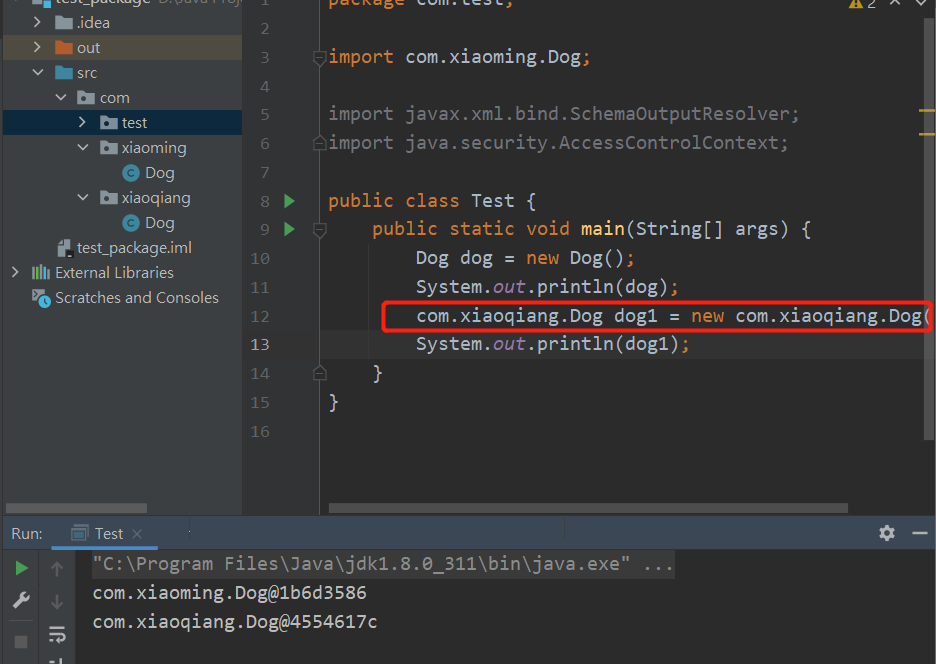 test_package D:\Java Proj
.idea
out
src
com
test
xiaoming
Dog
xiaoqiang
Dog
test_package.iml
External Libraries
Scratches and Consoles
1 package com.test;
2
3 import com.xiaoming.Dog;
4
5 import javax.xml.bind.SchemaOutputResolver;
6 import java.security.AccessControlContext;
7
8 public class Test {
9 public static void main(String[] args) {
10 Dog dog = new Dog();
11 System.out.println(dog);
12 com.xiaoqiang.Dog dog1 = new com.xiaoqiang.Dog(
13 System.out.println(dog1);
14 }
15 }
16
2
Run: Test
"C:\Program Files\Java\jdk1.8.0_311\bin\java.exe" ...
com.xiaoming.Dog@1b6d3586
com.xiaoqiang.Dog@4554617c